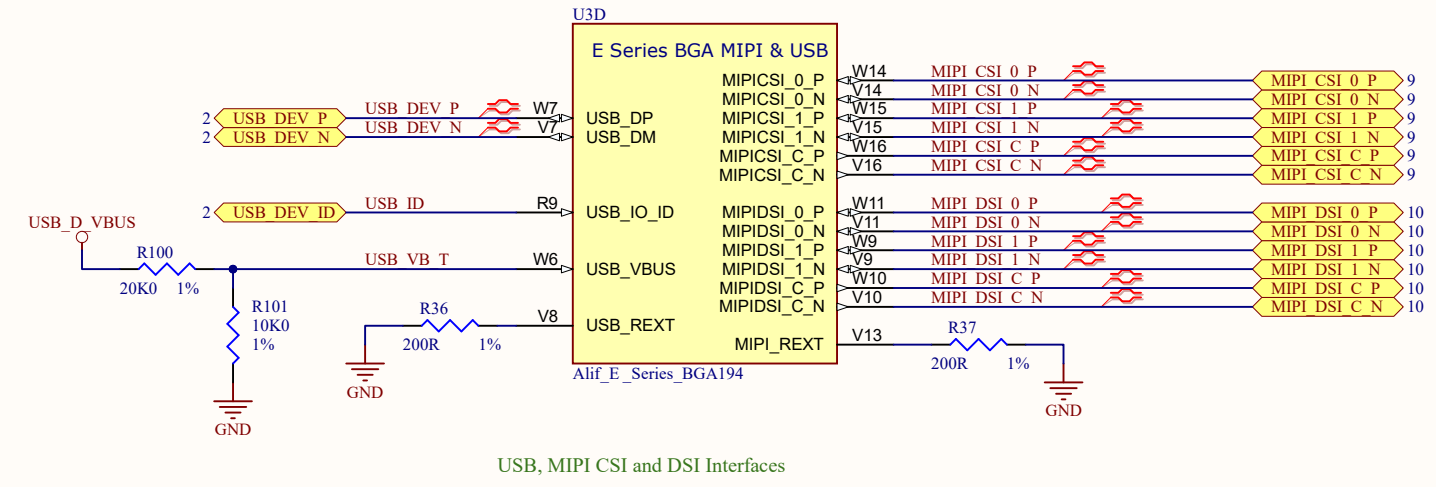 U3D
E Series BGA MIPI & USB
2 USB_DEV_P USB_DEV_P W7 USB_DP
2 USB_DEV_N USB_DEV_N V7 USB_DM
2 USB_DEV_ID USB_ID R9 USB_IO_ID
USB_D_VBUS
R100
20K0 1%
USB_VB_T W6 USB_VBUS
R101
10K0
1%
R36
200R 1%
V8 USB_REXT
GND
GND
MIPICSI_0_P W14 MIPI_CSI_0_P MIPI_CSI_0_P 9
MIPICSI_0_N V14 MIPI_CSI_0_N MIPI_CSI_0_N 9
MIPICSI_1_P W15 MIPI_CSI_1_P MIPI_CSI_1_P 9
MIPICSI_1_N V15 MIPI_CSI_1_N MIPI_CSI_1_N 9
MIPICSI_C_P W16 MIPI_CSI_C_P MIPI_CSI_C_P 9
MIPICSI_C_N V16 MIPI_CSI_C_N MIPI_CSI_C_N 9
MIPIDSI_0_P W11 MIPI_DSI_0_P MIPI_DSI_0_P 10
MIPIDSI_0_N V11 MIPI_DSI_0_N MIPI_DSI_0_N 10
MIPIDSI_1_P W9 MIPI_DSI_1_P MIPI_DSI_1_P 10
MIPIDSI_1_N V9 MIPI_DSI_1_N MIPI_DSI_1_N 10
MIPIDSI_C_P W10 MIPI_DSI_C_P MIPI_DSI_C_P 10
MIPIDSI_C_N V10 MIPI_DSI_C_N MIPI_DSI_C_N 10
MIPI_REXT V13
R37
200R 1%
GND
Alif_E_Series_BGA194
USB, MIPI CSI and DSI Interfaces